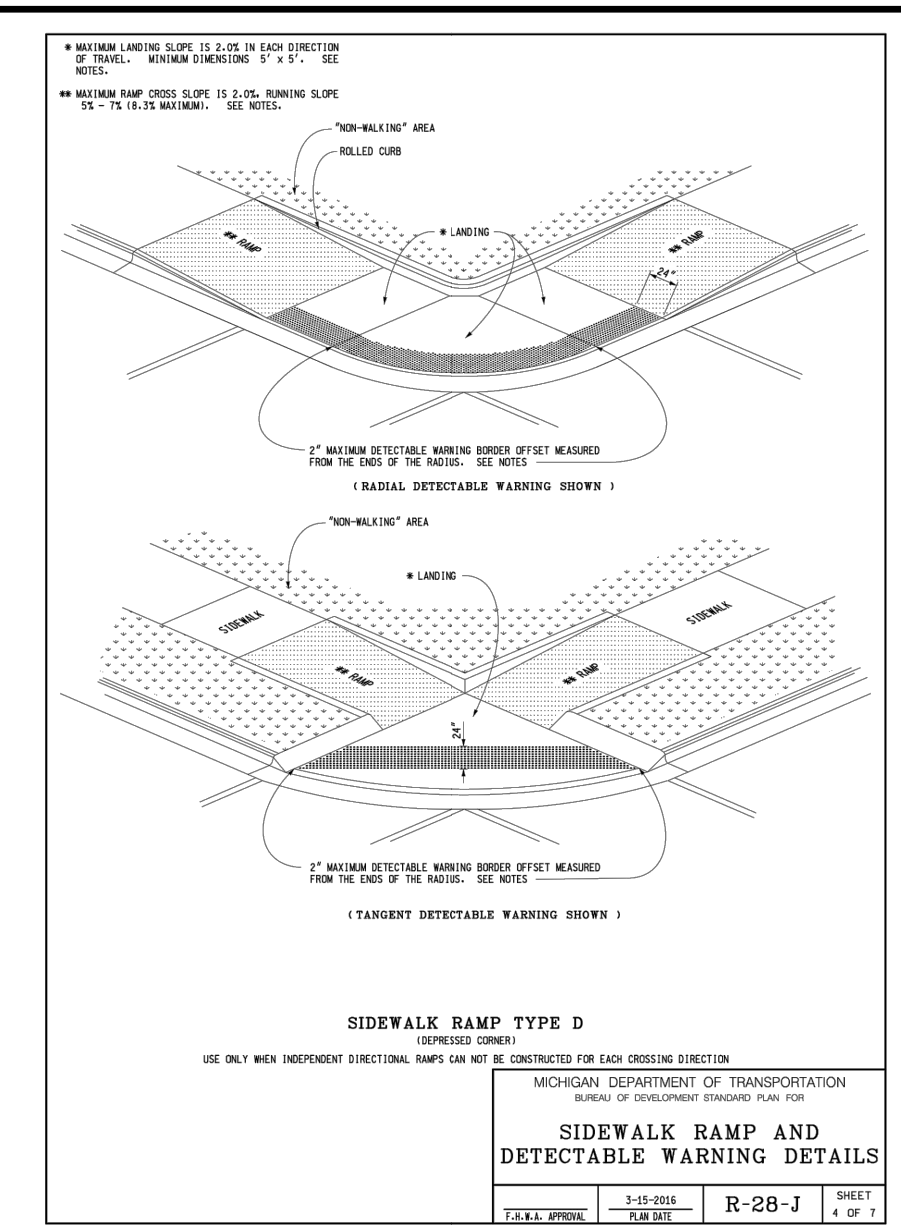 * MAXIMUM LANDING SLOPE IS 2.0% IN EACH DIRECTION
OF TRAVEL. MINIMUM DIMENSIONS 5' x 5'. SEE
NOTES.
** MAXIMUM RAMP CROSS SLOPE IS 2.0%, RUNNING SLOPE
5% - 7% (8.3% MAXIMUM). SEE NOTES.
"NON-WALKING" AREA
ROLLED CURB
** RAMP
* LANDING
** RAMP
24"
2" MAXIMUM DETECTABLE WARNING BORDER OFFSET MEASURED
FROM THE ENDS OF THE RADIUS. SEE NOTES
( RADIAL DETECTABLE WARNING SHOWN )
"NON-WALKING" AREA
* LANDING
SIDEWALK
SIDEWALK
** RAMP
** RAMP
24"
2" MAXIMUM DETECTABLE WARNING BORDER OFFSET MEASURED
FROM THE ENDS OF THE RADIUS. SEE NOTES
( TANGENT DETECTABLE WARNING SHOWN )
SIDEWALK RAMP TYPE D
(DEPRESSED CORNER)
USE ONLY WHEN INDEPENDENT DIRECTIONAL RAMPS CAN NOT BE CONSTRUCTED FOR EACH CROSSING DIRECTION
MICHIGAN DEPARTMENT OF TRANSPORTATION
BUREAU OF DEVELOPMENT STANDARD PLAN FOR
SIDEWALK RAMP AND
DETECTABLE WARNING DETAILS
F.H.W.A. APPROVAL
3-15-2016
PLAN DATE
R-28-J
SHEET
4 OF 7